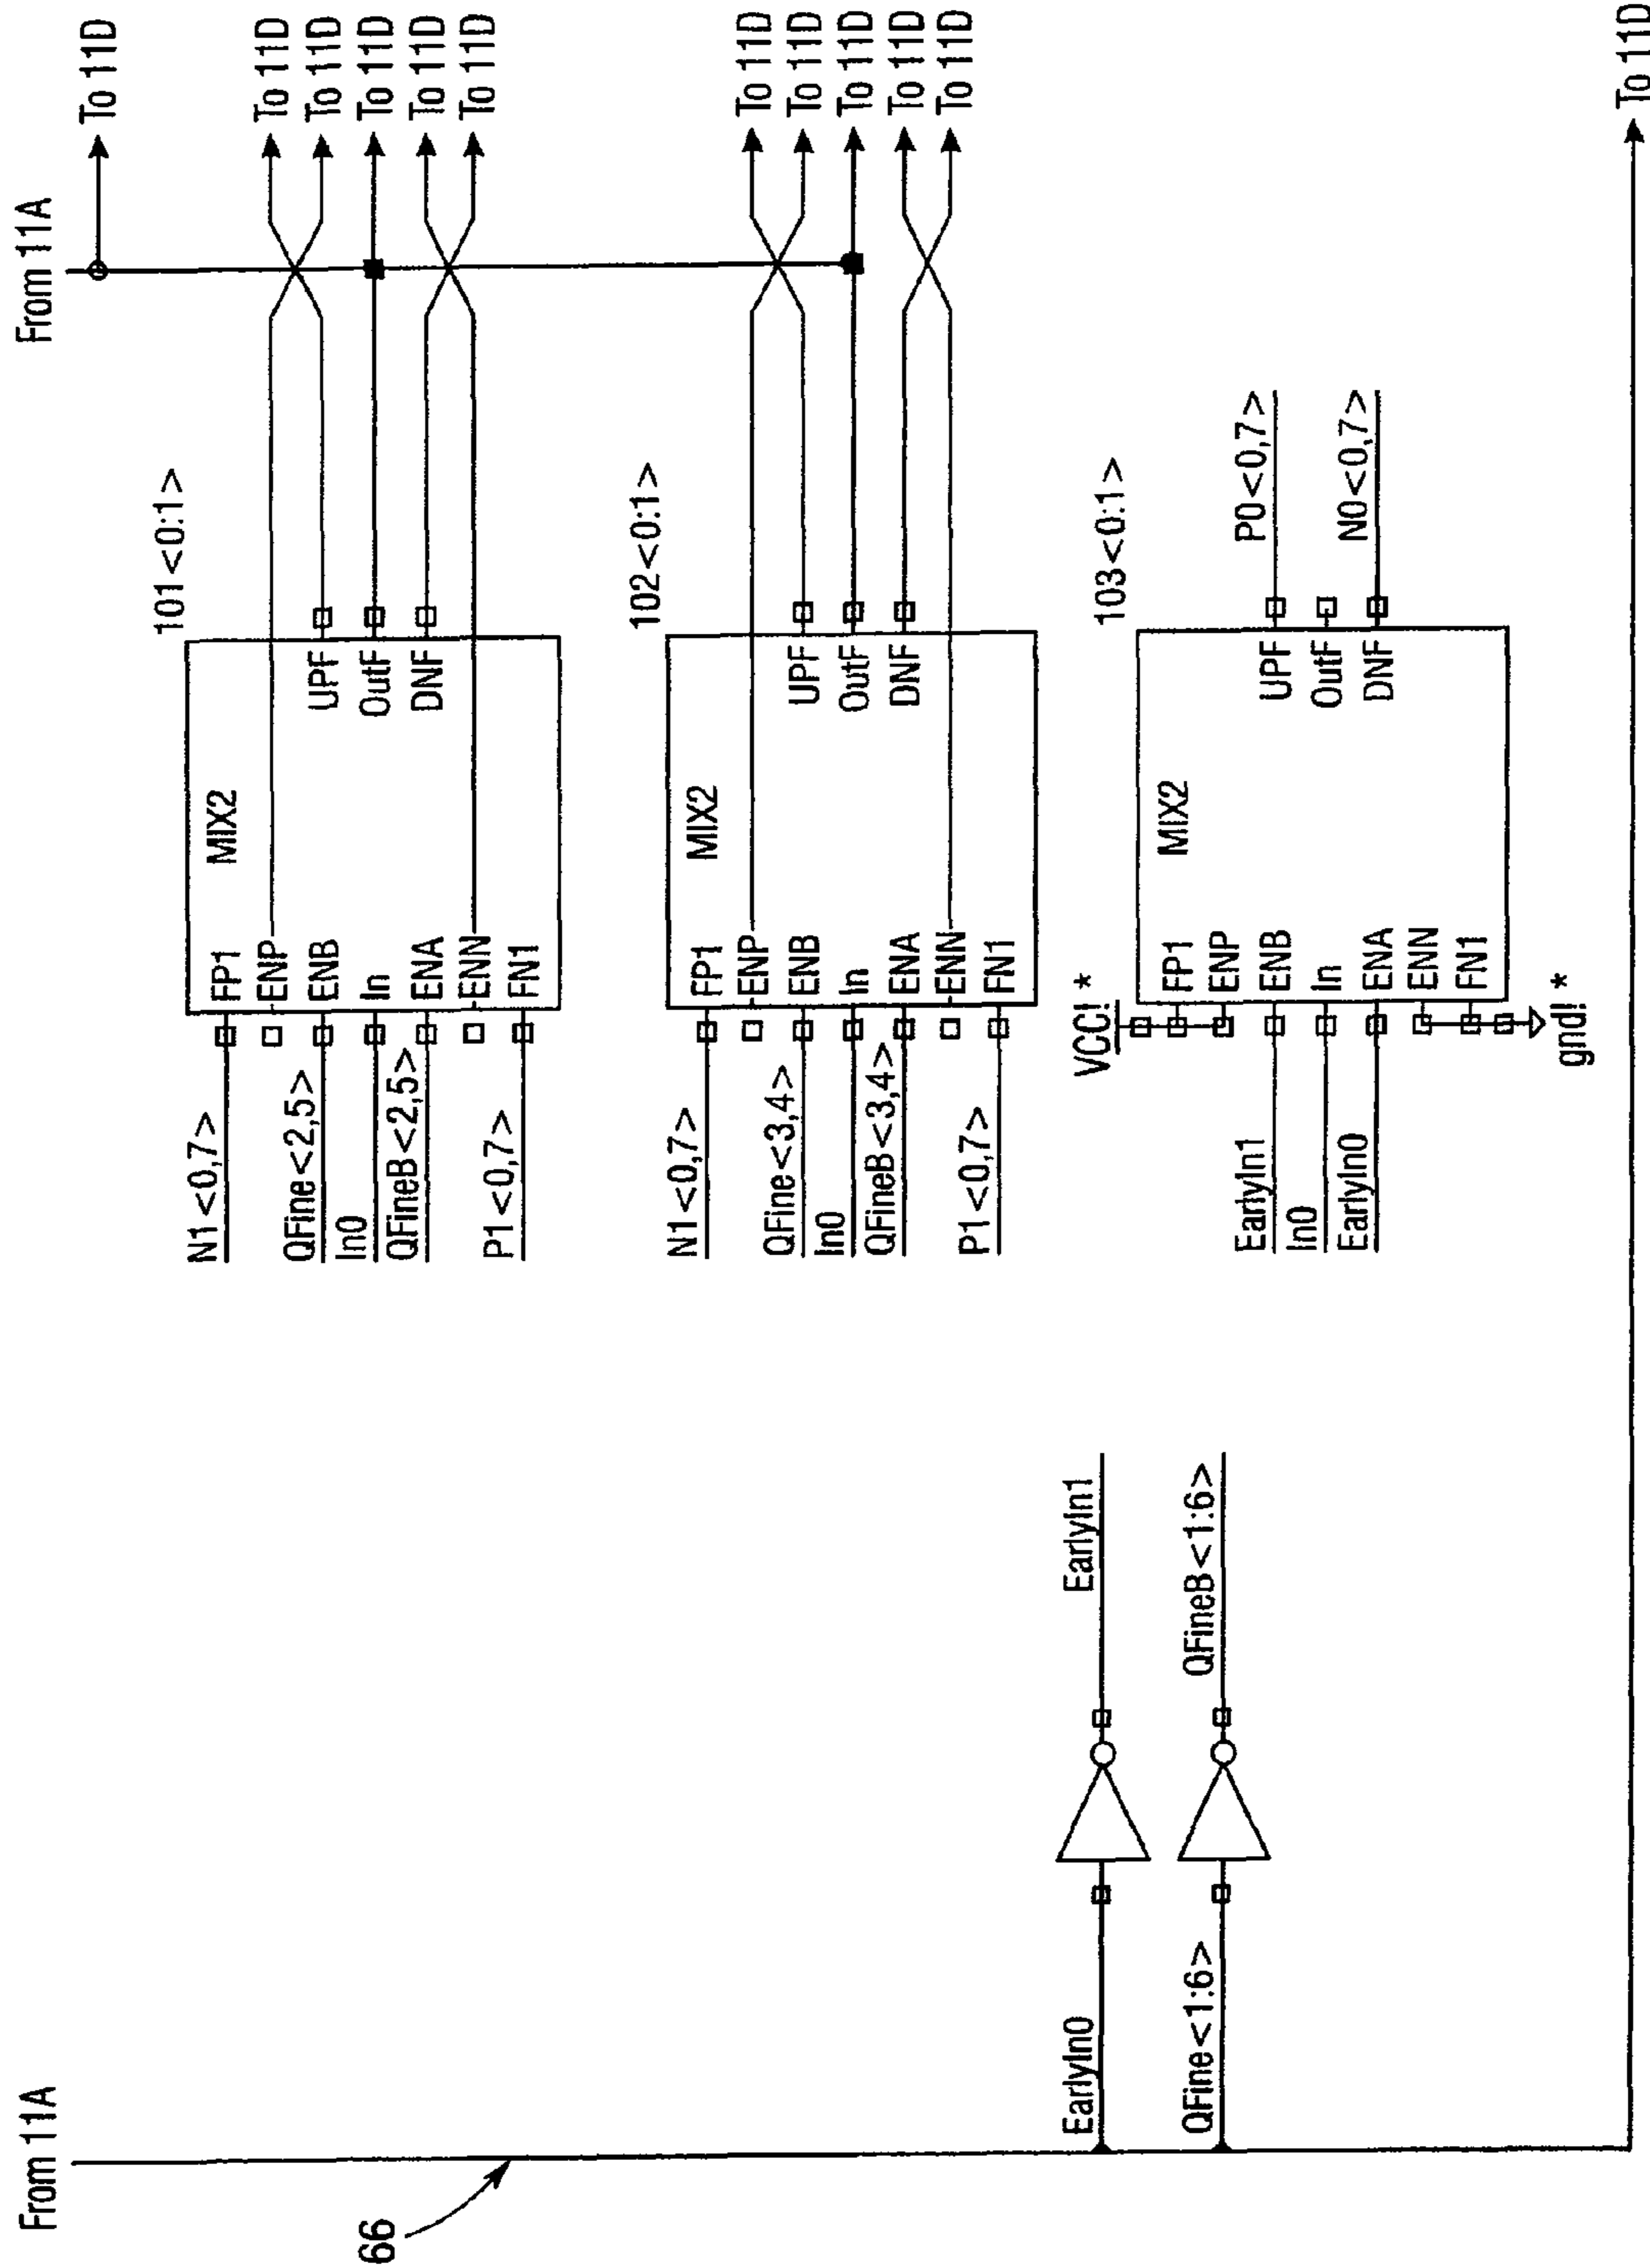 From 11A
66
EarlyIn0
EarlyIn1
QFine<1:6>
QFineB<1:6>
From 11A
To 11D
101<0:1>
MIX2
N1<0,7>
QFine<2,5>
In0
QFineB<2,5>
P1<0,7>
FP1
ENP
ENB
In
ENA
ENN
FN1
UPF
OutF
DNF
To 11D
To 11D
To 11D
To 11D
To 11D
102<0:1>
MIX2
N1<0,7>
QFine<3,4>
In0
QFineB<3,4>
P1<0,7>
FP1
ENP
ENB
In
ENA
ENN
FN1
UPF
OutF
DNF
To 11D
To 11D
To 11D
To 11D
To 11D
103<0:1>
MIX2
VCC! *
EarlyIn1
In0
EarlyIn0
gnd! *
FP1
ENP
ENB
In
ENA
ENN
FN1
UPF
OutF
DNF
P0<0,7>
N0<0,7>
To 11D